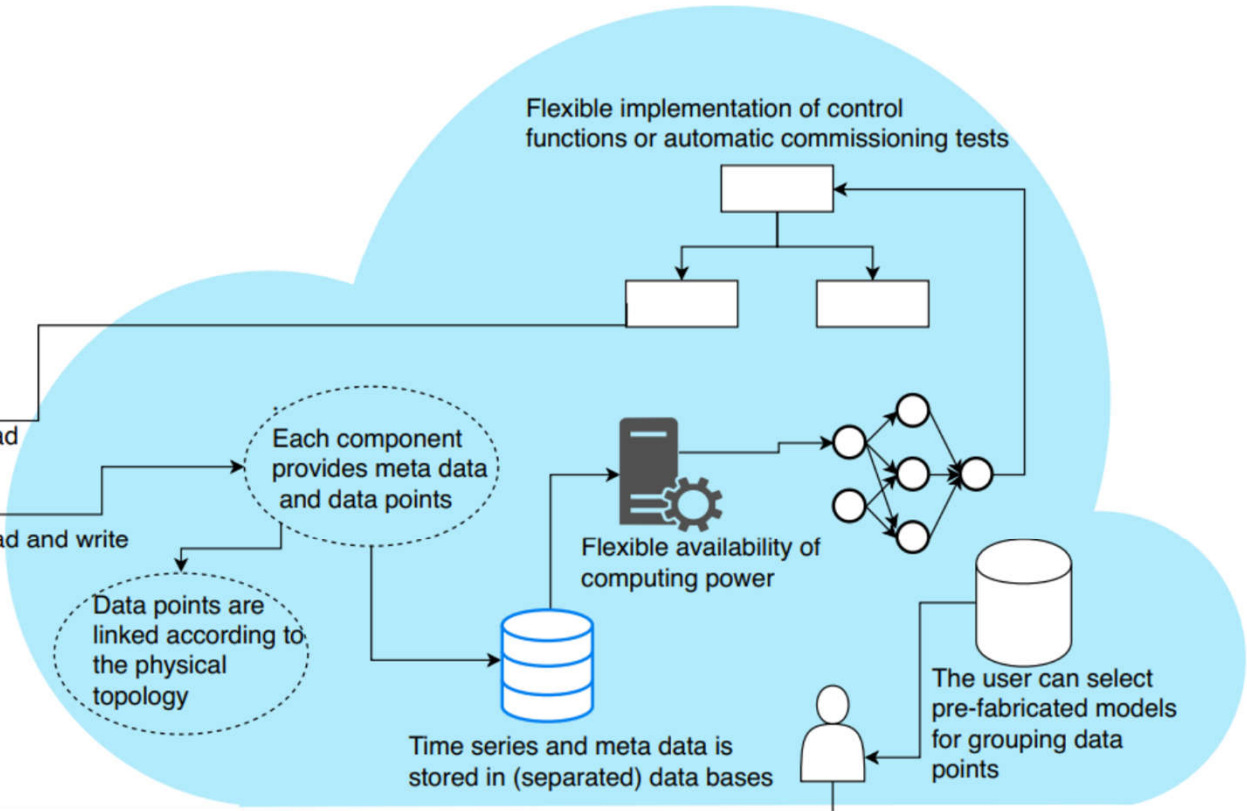 Flexible implementation of control
functions or automatic commissioning tests
Each component
provides meta data
and data points
and write
Data points are
linked according to
the physical
topology
Flexible availability of
computing power
Time series and meta data is
stored in (separated) data bases
The user can select
pre-fabricated models
for grouping data
points